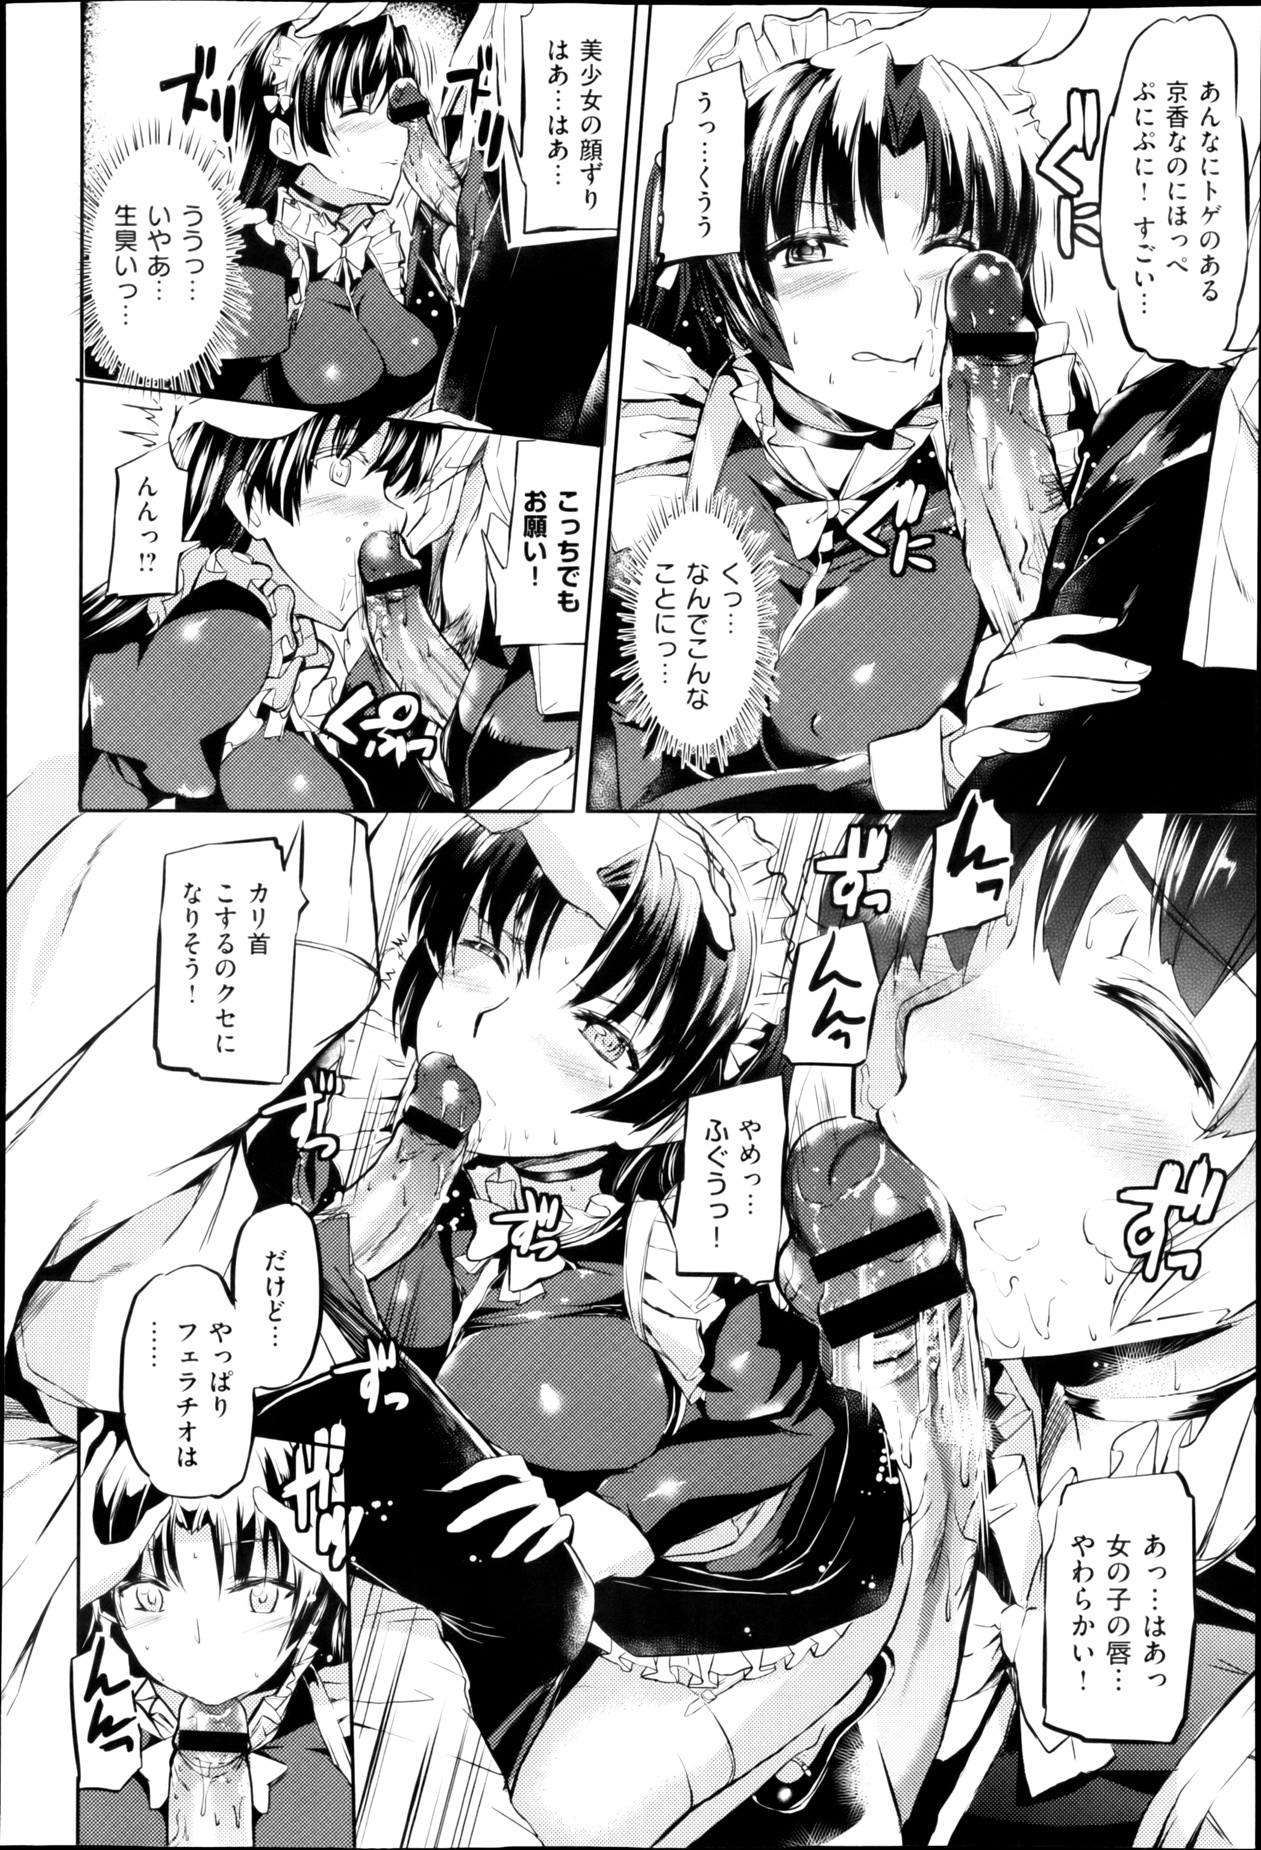 あんなにトゲのある
京香なのにほっぺ
ぷにぷに！すごい…
ぐっ
うっ…くうう
ぐにぐに
くっ…
なんでこんな
ことにっ…
美少女の顔ずり
はあ…はあ…
ズリ
ズリ
ううっ…
いやあ…
生臭いっ…
こっちでも
お願い！
んんっ!?
くぷぷっ
んっ
ずっ
んんっ
ずっ
あっ…はあっ
女の子の唇…
やわらかい！
やめっ…
ふぐうっ！
カリ首
こするのクセに
なりそう！
ずっ
ずっ
ずっ
だけど…
やっぱり
フェラチオは
……
んんっ